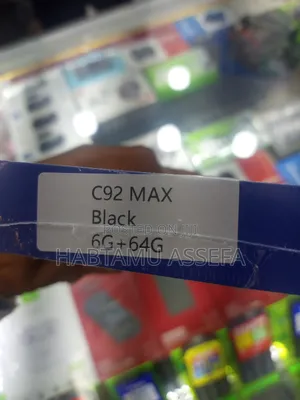 C92 MAX
Black
HABTAMU ASSEFA
6G+64G